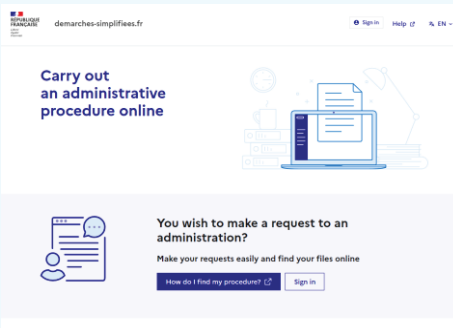 RÉPUBLIQUE
FRANÇAISE
demarches-simplifiees.fr
Sign in
Help
EN
Carry out
an administrative
procedure online
You wish to make a request to an
administration?
Make your requests easily and find your files online
How do I find my procedure?
Sign in